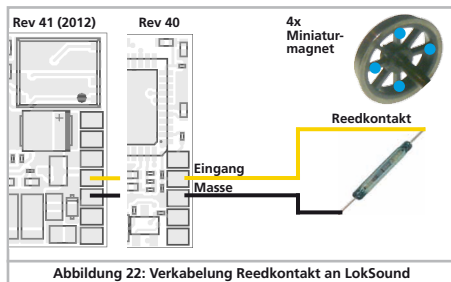 Rev 41 (2012)
Rev 40
4x
Miniatur-
magnet
Reedkontakt
Eingang
Masse
Abbildung 22: Verkabelung Reedkontakt an LokSound